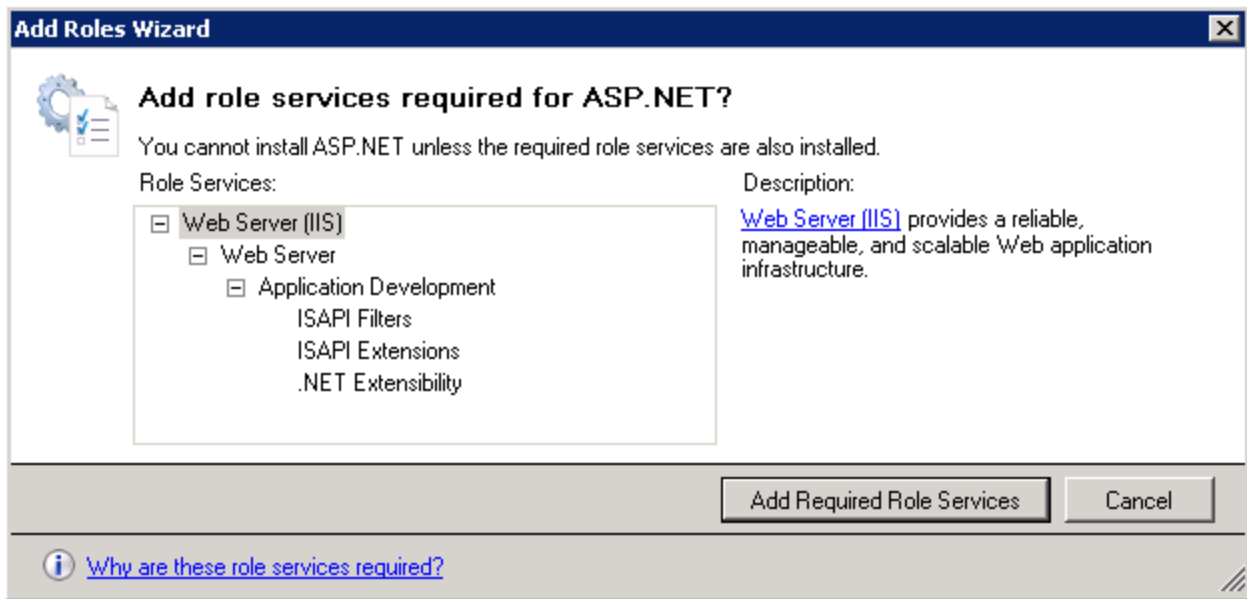 Add Roles Wizard
Add role services required for ASP.NET?
You cannot install ASP.NET unless the required role services are also installed.
Role Services:
Web Server (IIS)
Web Server
Application Development
ISAPI Filters
ISAPI Extensions
.NET Extensibility
Description:
Web Server (IIS) provides a reliable,
manageable, and scalable Web application
infrastructure.
Add Required Role Services
Cancel
Why are these role services required?